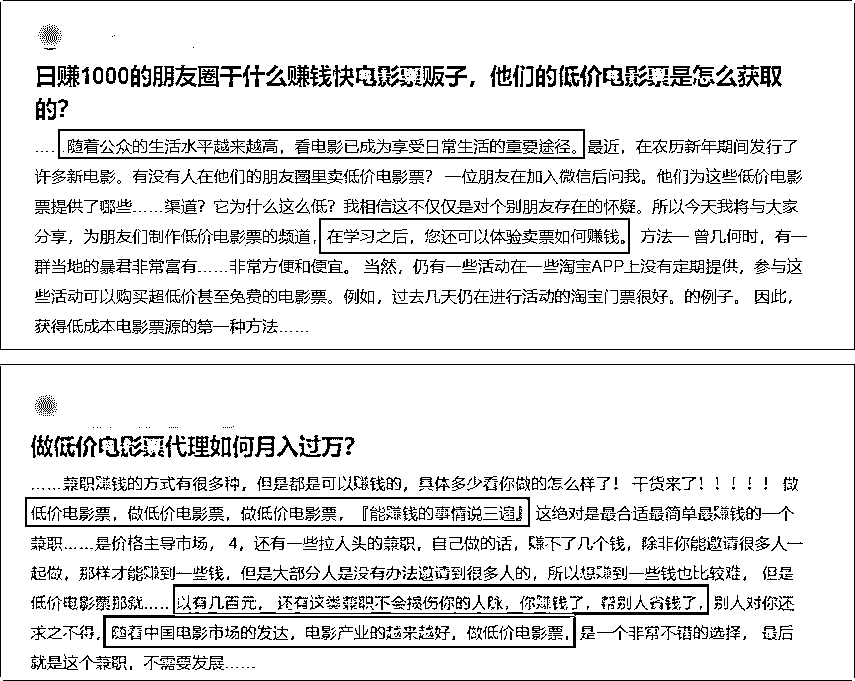 日赚1000的朋友圈干什么赚钱快电影票贩子，他们的低价电影票是怎么获取
的？
……随着公众的生活水平越来越高，看电影已成为享受日常生活的重要途径。最近，在农历新年期间发行了
许多新电影。有没有人在他们的朋友圈里卖低价电影票？ 一位朋友在加入微信后问我。他们为这些低价电影
票提供了哪些……渠道？它为什么这么低？我相信这不仅仅是对个别朋友存在的怀疑。所以今天我将与大家
分享，为朋友们制作低价电影票的频道，在学习之后，您还可以体验卖票如何赚钱。 方法一 曾几何时，有一
群当地的暴君非常富有……非常方便和便宜。 当然，仍有一些活动在一些淘宝APP上没有定期提供，参与这
些活动可以购买超低价甚至免费的电影票。例如，过去几天仍在进行活动的淘宝门票很好。的例子。 因此，
获得低成本电影票源的第一种方法……
做低价电影票代理如何月入过万？
……兼职赚钱的方式有很多种，但是都是可以赚钱的，具体多少看你做的怎么样了！ 干货来了！！！！！ 做
低价电影票，做低价电影票，做低价电影票，『能赚钱的事情说三遍』 这绝对是最合适最简单最赚钱的一个
兼职……是价格主导市场， 4，还有一些拉人头的兼职，自己做的话，赚不了几个钱，除非你能邀请很多人一
起做，那样才能赚到一些钱，但是大部分人是没有办法邀请到很多人的，所以想赚到一些钱也比较难， 但是
低价电影票那就……以有几百元， 还有这类兼职不会损伤你的人脉，你赚钱了，帮别人省钱了，别人对你还
求之不得，随着中国电影市场的发达，电影产业的越来越好，做低价电影票，是一个非常不错的选择， 最后
就是这个兼职，不需要发展……